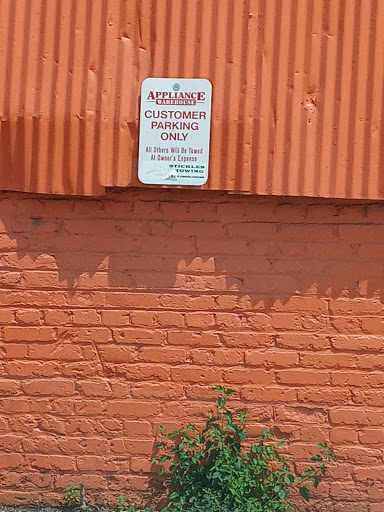 APPLIANCE
WAREHOUSE
CUSTOMER
PARKING
ONLY
All Others Will Be Towed
At Owner's Expense
STICKLES
TOWING